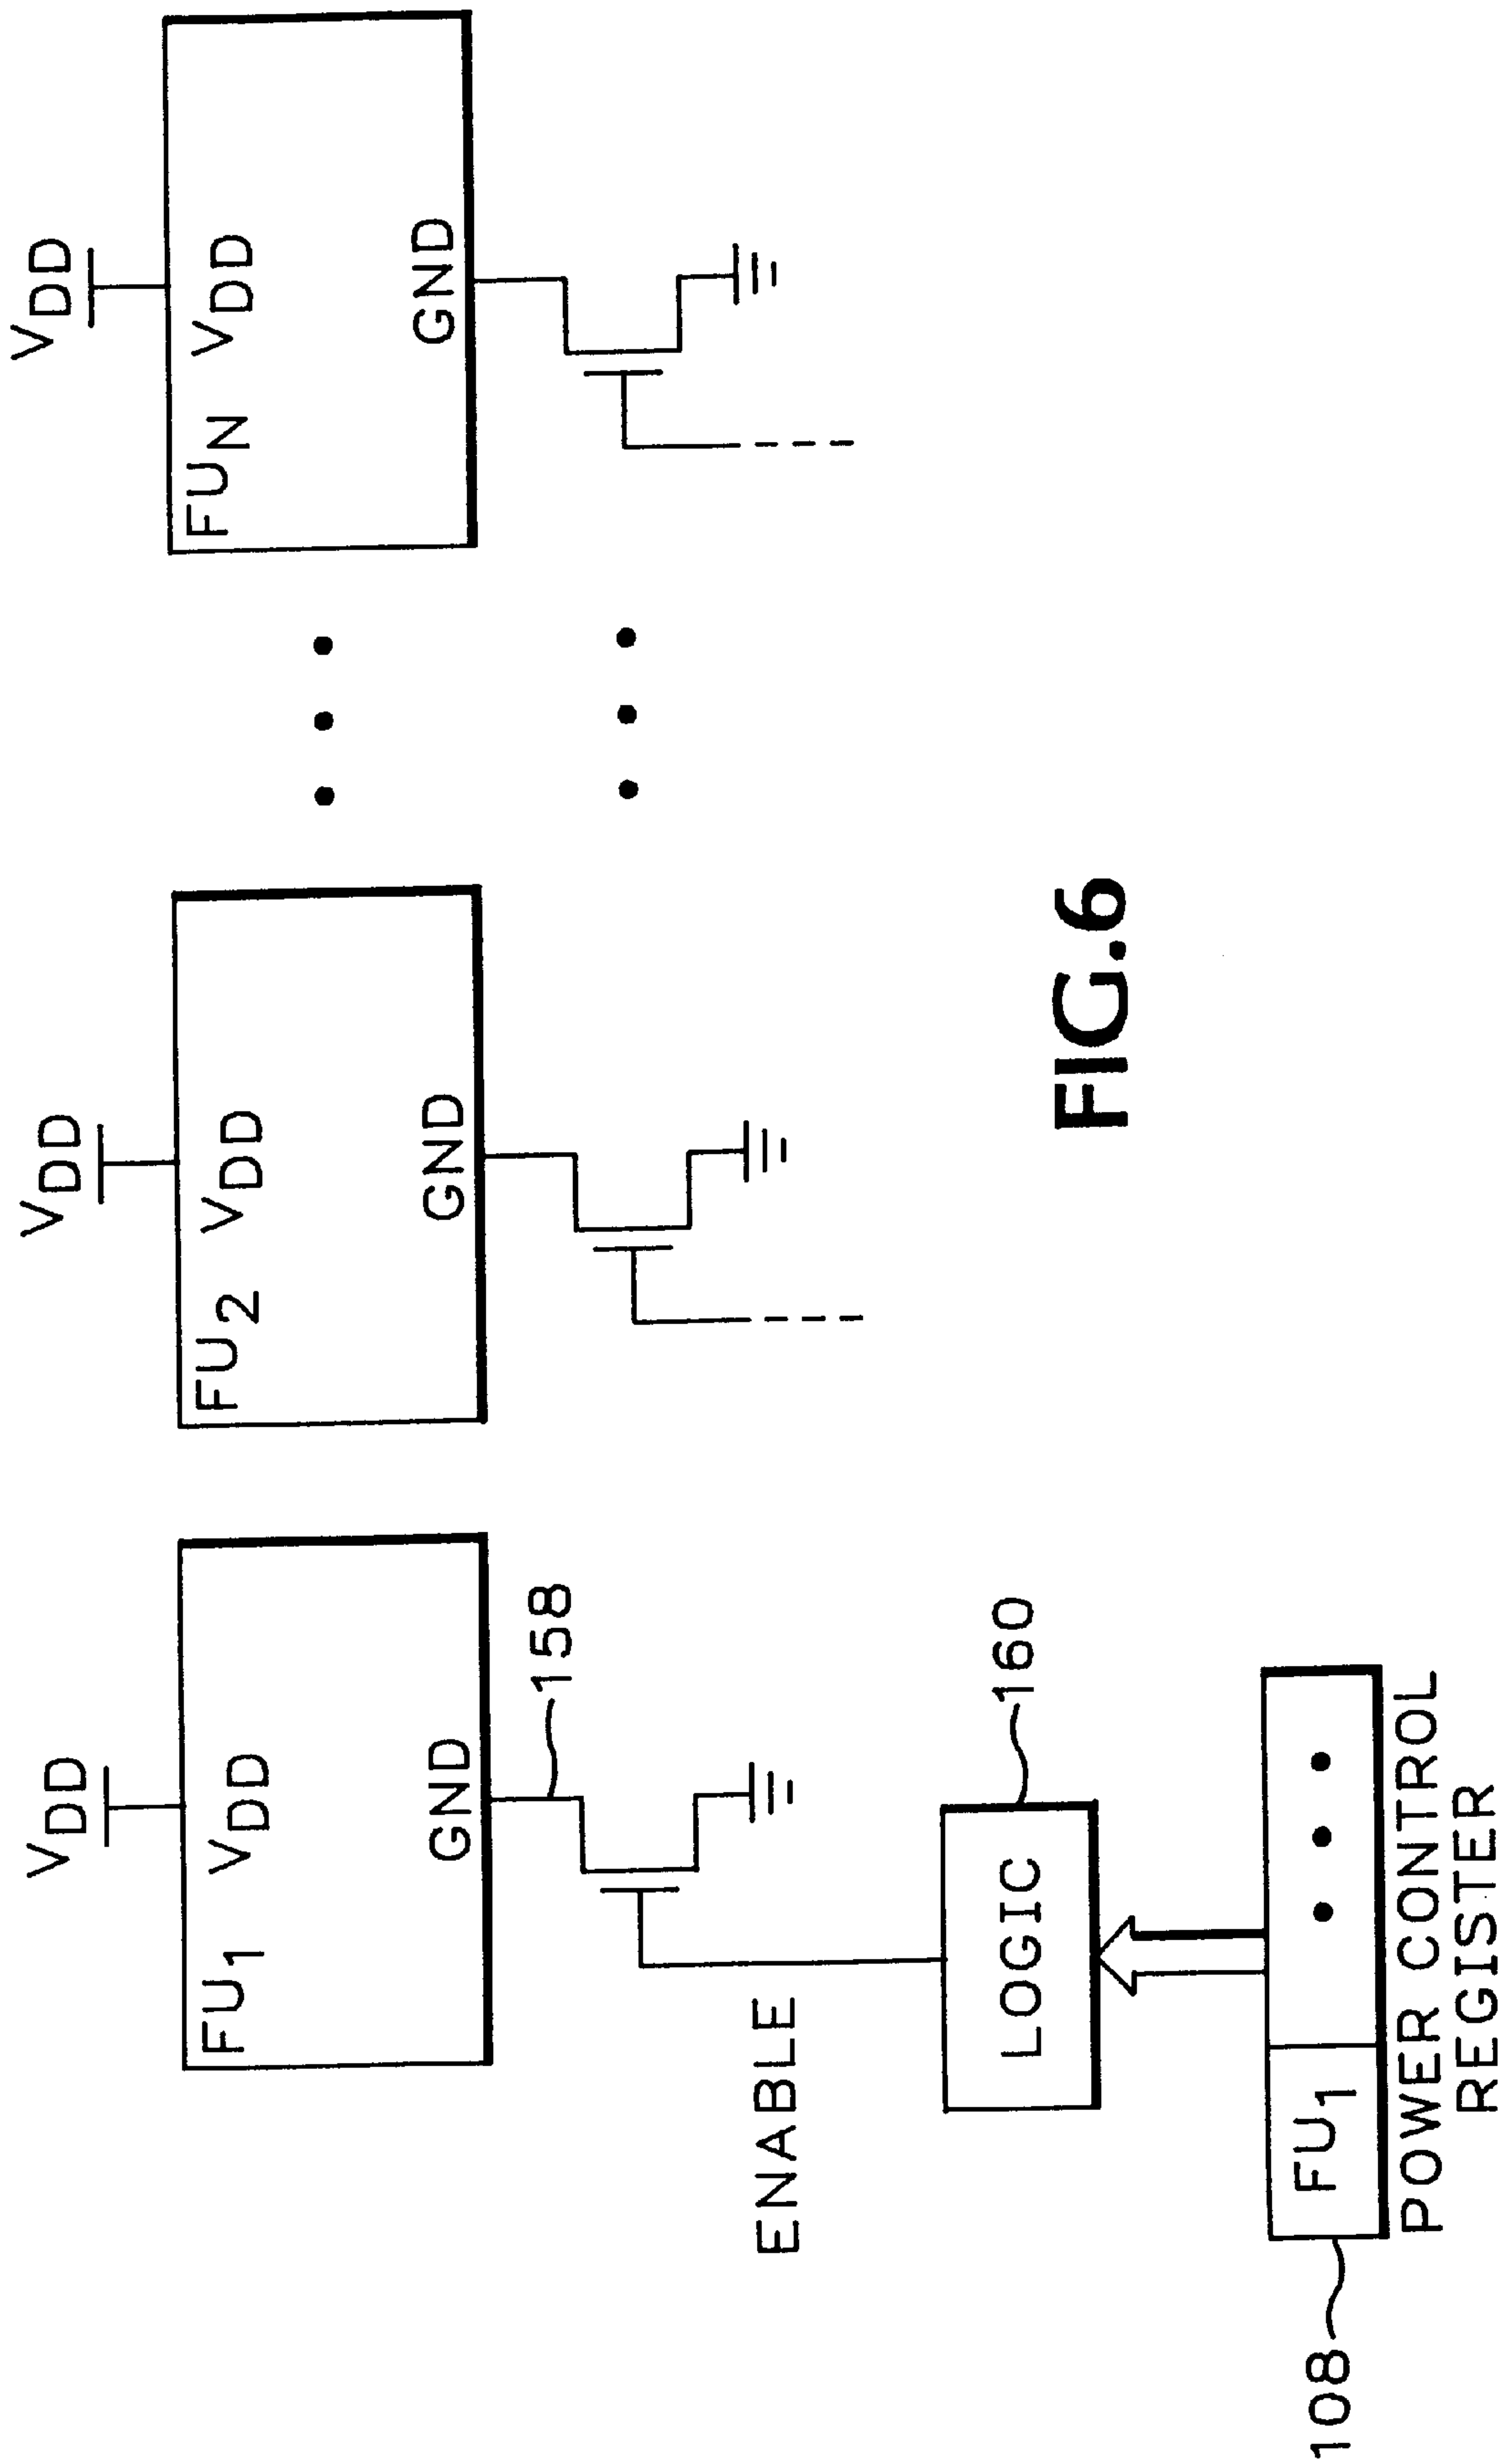 VDD
VDD
VDD
FU1 VDD
GND
FU2 VDD
GND
FUN VDD
GND
158
ENABLE
160
LOGIC
FU1
108
POWER CONTROL
REGISTER
FIG.6